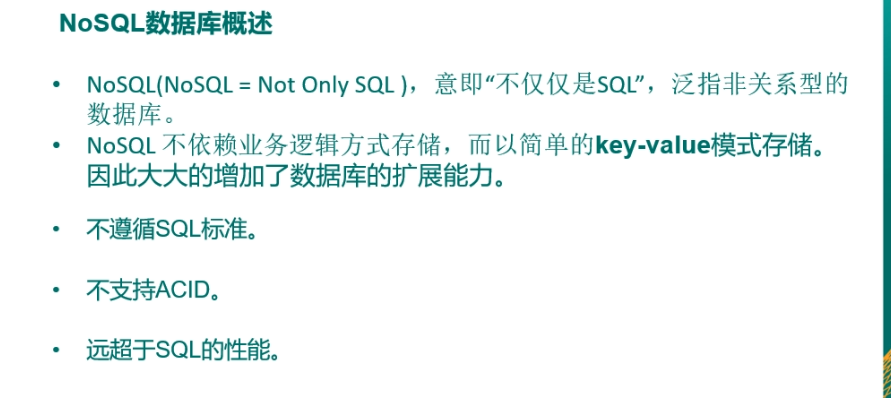 NoSQL数据库概述
• NoSQL(NoSQL = Not Only SQL )，意即“不仅仅是SQL”，泛指非关系型的
数据库。
• NoSQL 不依赖业务逻辑方式存储，而以简单的key-value模式存储。
因此大大的增加了数据库的扩展能力。
• 不遵循SQL标准。
• 不支持ACID。
• 远超于SQL的性能。